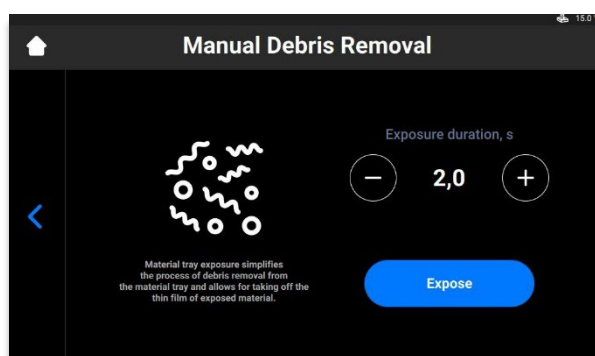 15.0
Manual Debris Removal
Exposure duration, s
2,0
Material tray exposure simplifies
the process of debris removal from
the material tray and allows for taking off the
thin film of exposed material.
Expose